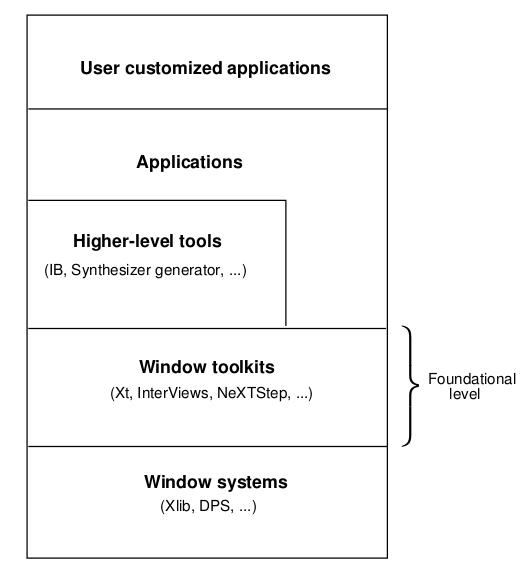 User customized applications
Applications
Higher-level tools
(IB, Synthesizer generator, ...)
Window toolkits
(Xt, InterViews, NeXTStep, ...)
Foundational
level
Window systems
(Xlib, DPS, ...)